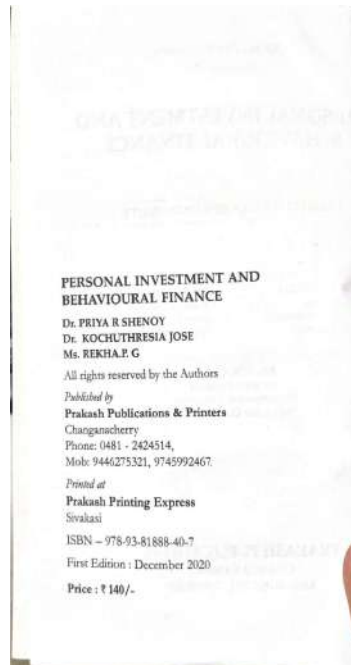 PERSONAL INVESTMENT AND
BEHAVIOURAL FINANCE
Dr. PRIYA R SHENOY
Dr. KOCHUTHRESIA JOSE
Ms. REKHA.P. G
All rights reserved by the Authors
Published by
Prakash Publications & Printers
Changanacherry
Phone: 0481 - 2424514,
Mob: 9446275321, 9745992467.
Printed at
Prakash Printing Express
Sivakasi
ISBN – 978-93-81888-40-7
First Edition : December 2020
Price : ₹ 140/-